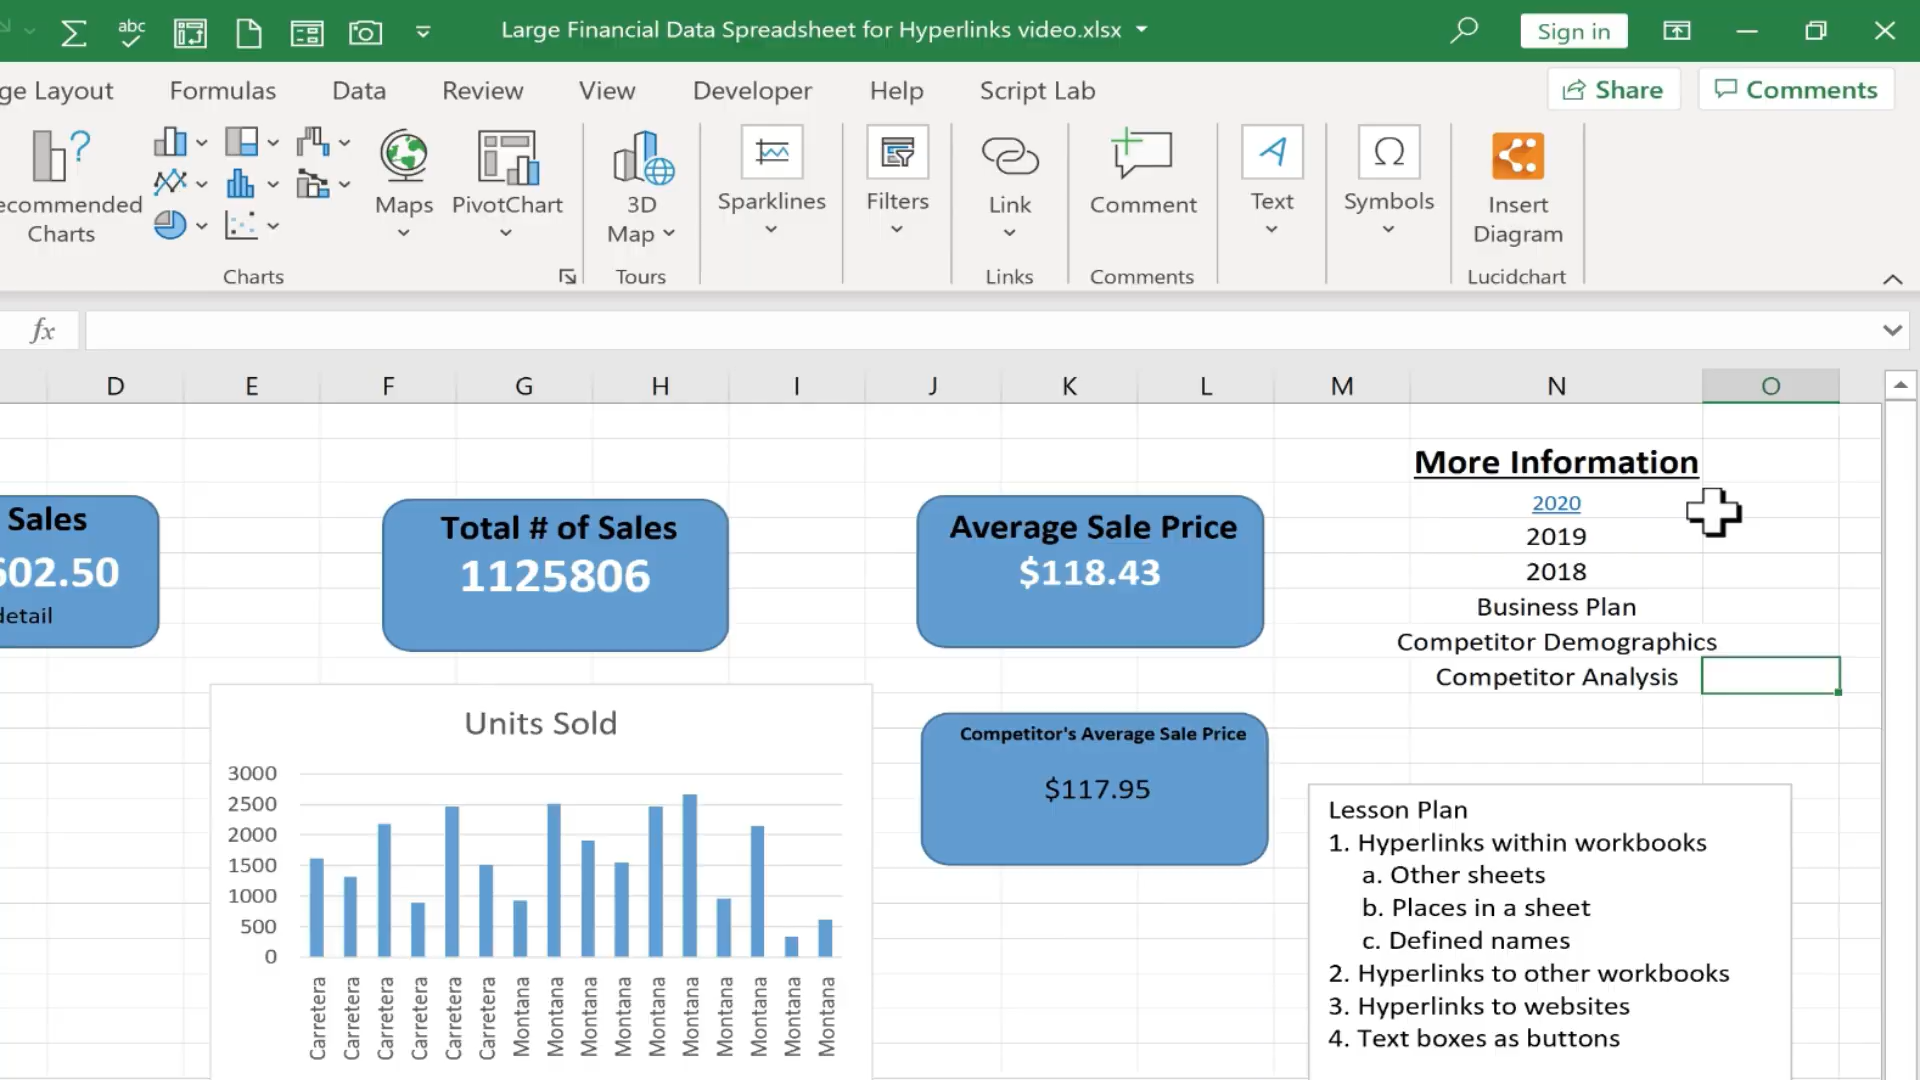 abc
Large Financial Data Spreadsheet for Hyperlinks video.xlsx
Sign in
ge Layout
Formulas
Data
Review
View
Developer
Help
Script Lab
Share
Comments
ecommended
Charts
Maps
PivotChart
3D
Map
Sparklines
Filters
Link
Comment
Text
Symbols
Insert
Diagram
Charts
Tours
Links
Comments
Lucidchart
fx
D E F G H I J K L M N O
More Information
2020
2019
2018
Business Plan
Competitor Demographics
Competitor Analysis
Sales
602.50
detail
Total # of Sales
1125806
Average Sale Price
$118.43
Competitor's Average Sale Price
$117.95
Units Sold
3000
2500
2000
1500
1000
500
0
Carretera
Carretera
Carretera
Carretera
Carretera
Carretera
Montana
Montana
Montana
Montana
Montana
Montana
Montana
Montana
Montana
Montana
Lesson Plan
1. Hyperlinks within workbooks
a. Other sheets
b. Places in a sheet
c. Defined names
2. Hyperlinks to other workbooks
3. Hyperlinks to websites
4. Text boxes as buttons